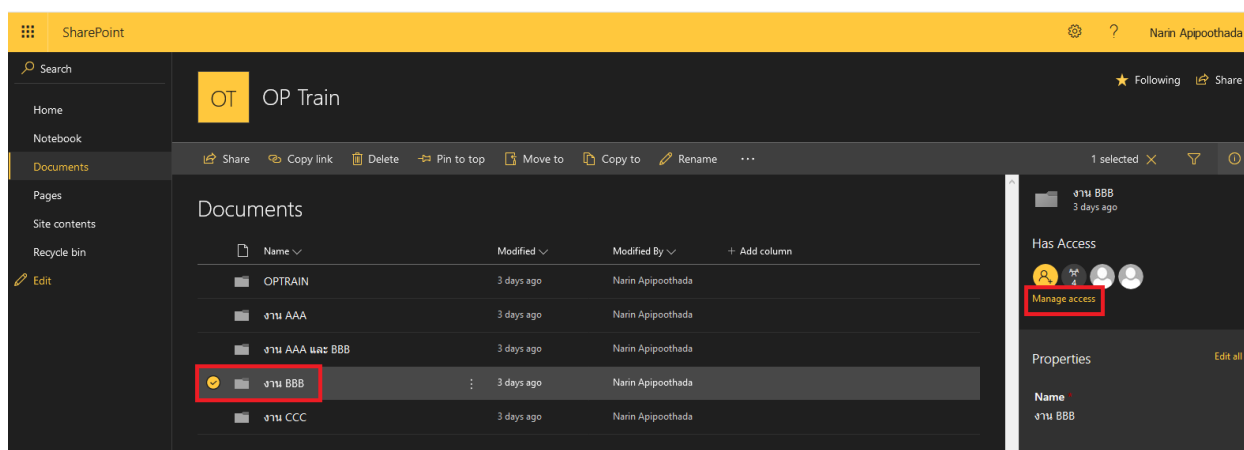 SharePoint
? Narin Apipoothada
Search
Home
Notebook
Documents
Pages
Site contents
Recycle bin
Edit
OT OP Train
Following Share
Share Copy link Delete Pin to top Move to Copy to Rename ...
1 selected
Documents
Name Modified Modified By + Add column
OPTRAIN 3 days ago Narin Apipoothada
งาน AAA 3 days ago Narin Apipoothada
งาน AAA และ BBB 3 days ago Narin Apipoothada
งาน BBB 3 days ago Narin Apipoothada
งาน CCC 3 days ago Narin Apipoothada
งาน BBB
3 days ago
Has Access
4
Manage access
Properties Edit all
Name *
งาน BBB